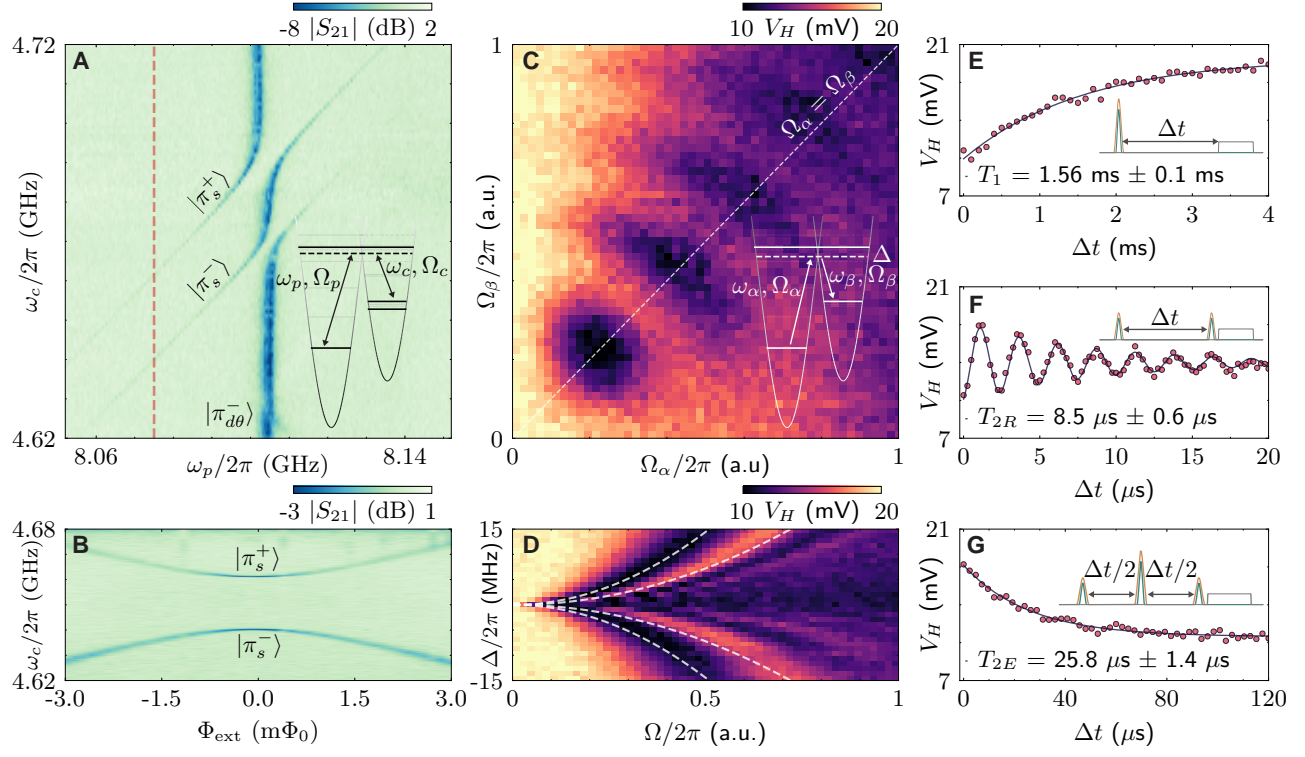 -8 |S21| (dB) 2
A
4.72
4.62
ωc/2π (GHz)
|πs+⟩
|πs−⟩
|πdθ−⟩
ωp, Ωp
ωc, Ωc
8.06
8.14
ωp/2π (GHz)
-3 |S21| (dB) 1
B
4.68
4.62
ωc/2π (GHz)
|πs+⟩
|πs−⟩
-3.0 -1.5 0.0 1.5 3.0
Φext (mΦ0)
10 VH (mV) 20
C
1
0
Ωβ/2π (a.u.)
Ωα = Ωβ
Δ
ωα, Ωα
ωβ, Ωβ
0 1
Ωα/2π (a.u)
10 VH (mV) 20
D
15
-15
Δ/2π (MHz)
0 0.5 1
Ω/2π (a.u.)
E
21
7
VH (mV)
Δt
T1 = 1.56 ms ± 0.1 ms
0 1 2 3 4
Δt (ms)
F
21
7
VH (mV)
Δt
T2R = 8.5 μs ± 0.6 μs
0 5 10 15 20
Δt (μs)
G
21
7
VH (mV)
Δt/2 Δt/2
T2E = 25.8 μs ± 1.4 μs
0 40 80 120
Δt (μs)